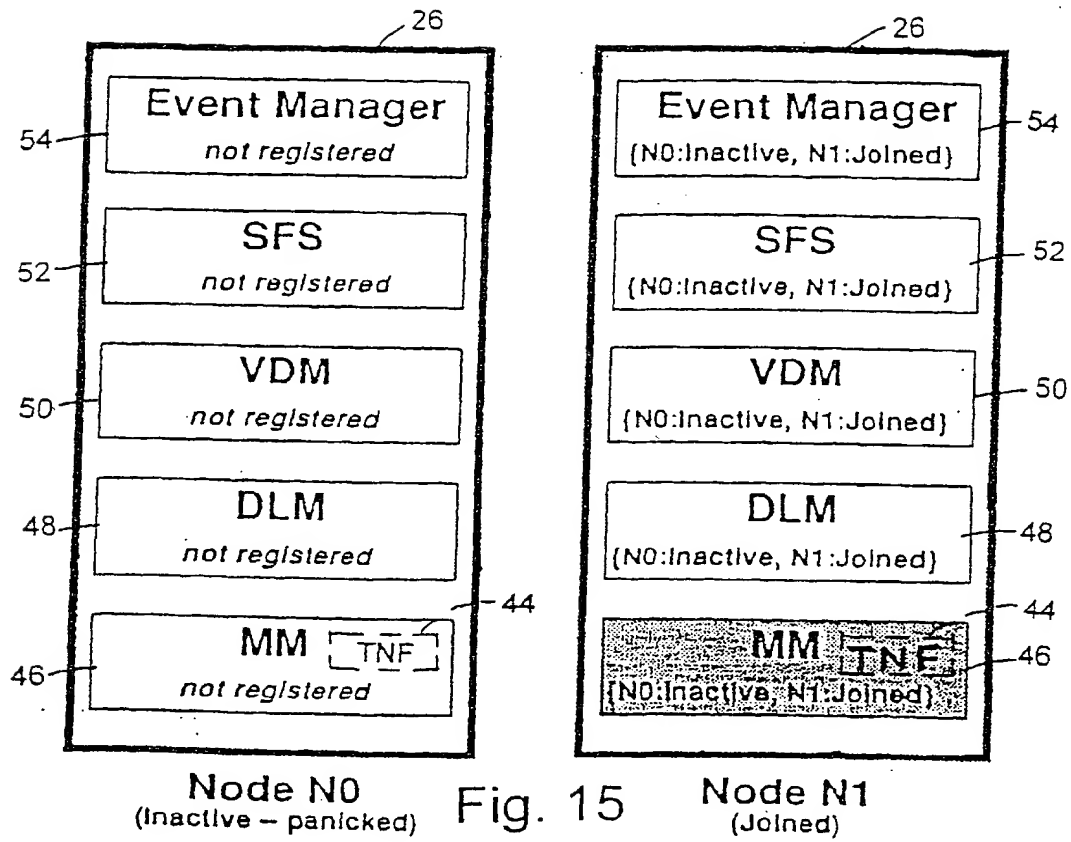 26
Event Manager
not registered
54
SFS
not registered
52
VDM
not registered
50
DLM
not registered
48
44
MM TNF
not registered
46
Node N0
(Inactive – panicked)
26
Event Manager
{N0:Inactive, N1:Joined}
54
SFS
{N0:Inactive, N1:Joined}
52
VDM
{N0:Inactive, N1:Joined}
50
DLM
{N0:Inactive, N1:Joined}
48
44
MM TNF
{N0:Inactive, N1:Joined}
46
Node N1
(Joined)
Fig. 15